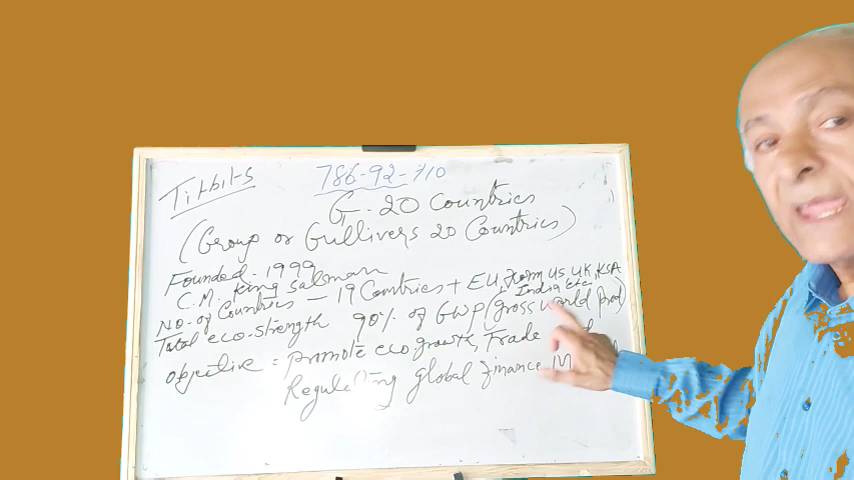 Titbits
786-92-110
G-20 Countries
(Group or Gullivers 20 Countries)
Founded - 1999
C.M. King Salman
No. of Countries - 19 Countries + EU, from US, UK, KSA
India etc.
Total eco-strength 90% of GWP (gross world prod)
Objective = promote eco growth, Trade
Regulating global finance